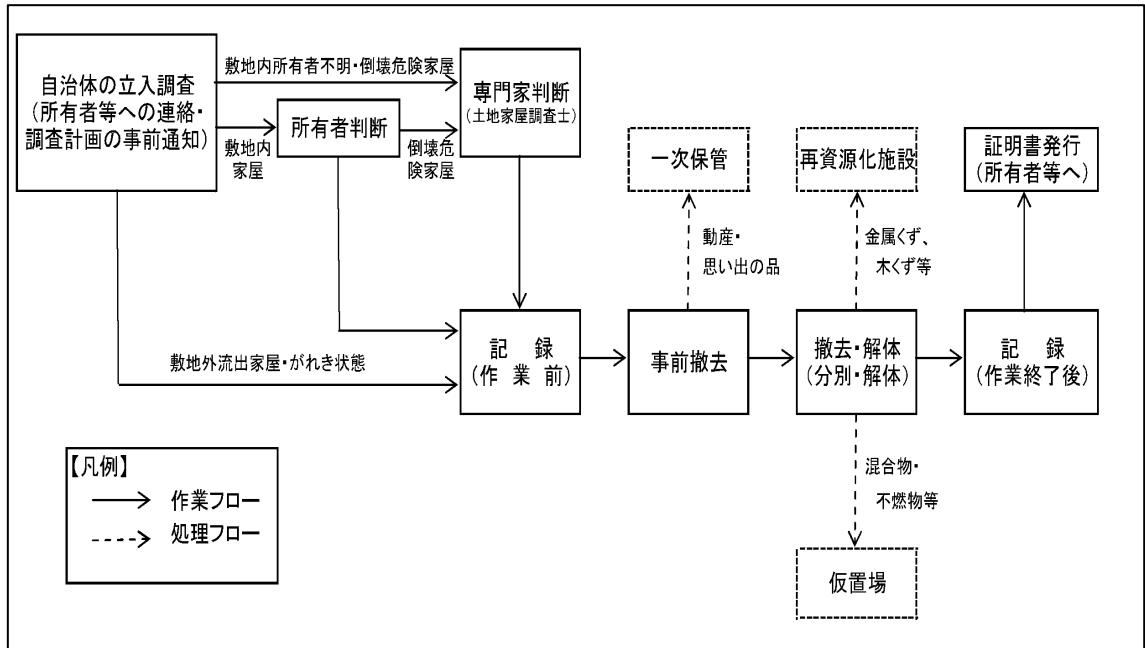 自治体の立入調査
(所有者等への連絡・
調査計画の事前通知)
敷地内所有者不明・倒壊危険家屋
敷地内
家屋
所有者判断
倒壊危
険家屋
専門家判断
(土地家屋調査士)
一次保管
再資源化施設
証明書発行
(所有者等へ)
動産・
思い出の品
金属くず、
木くず等
敷地外流出家屋・がれき状態
記 録
(作 業 前)
事前撤去
撤去・解体
(分別・解体)
記 録
(作業終了後)
混合物・
不燃物等
仮置場
【凡例】
作業フロー
処理フロー